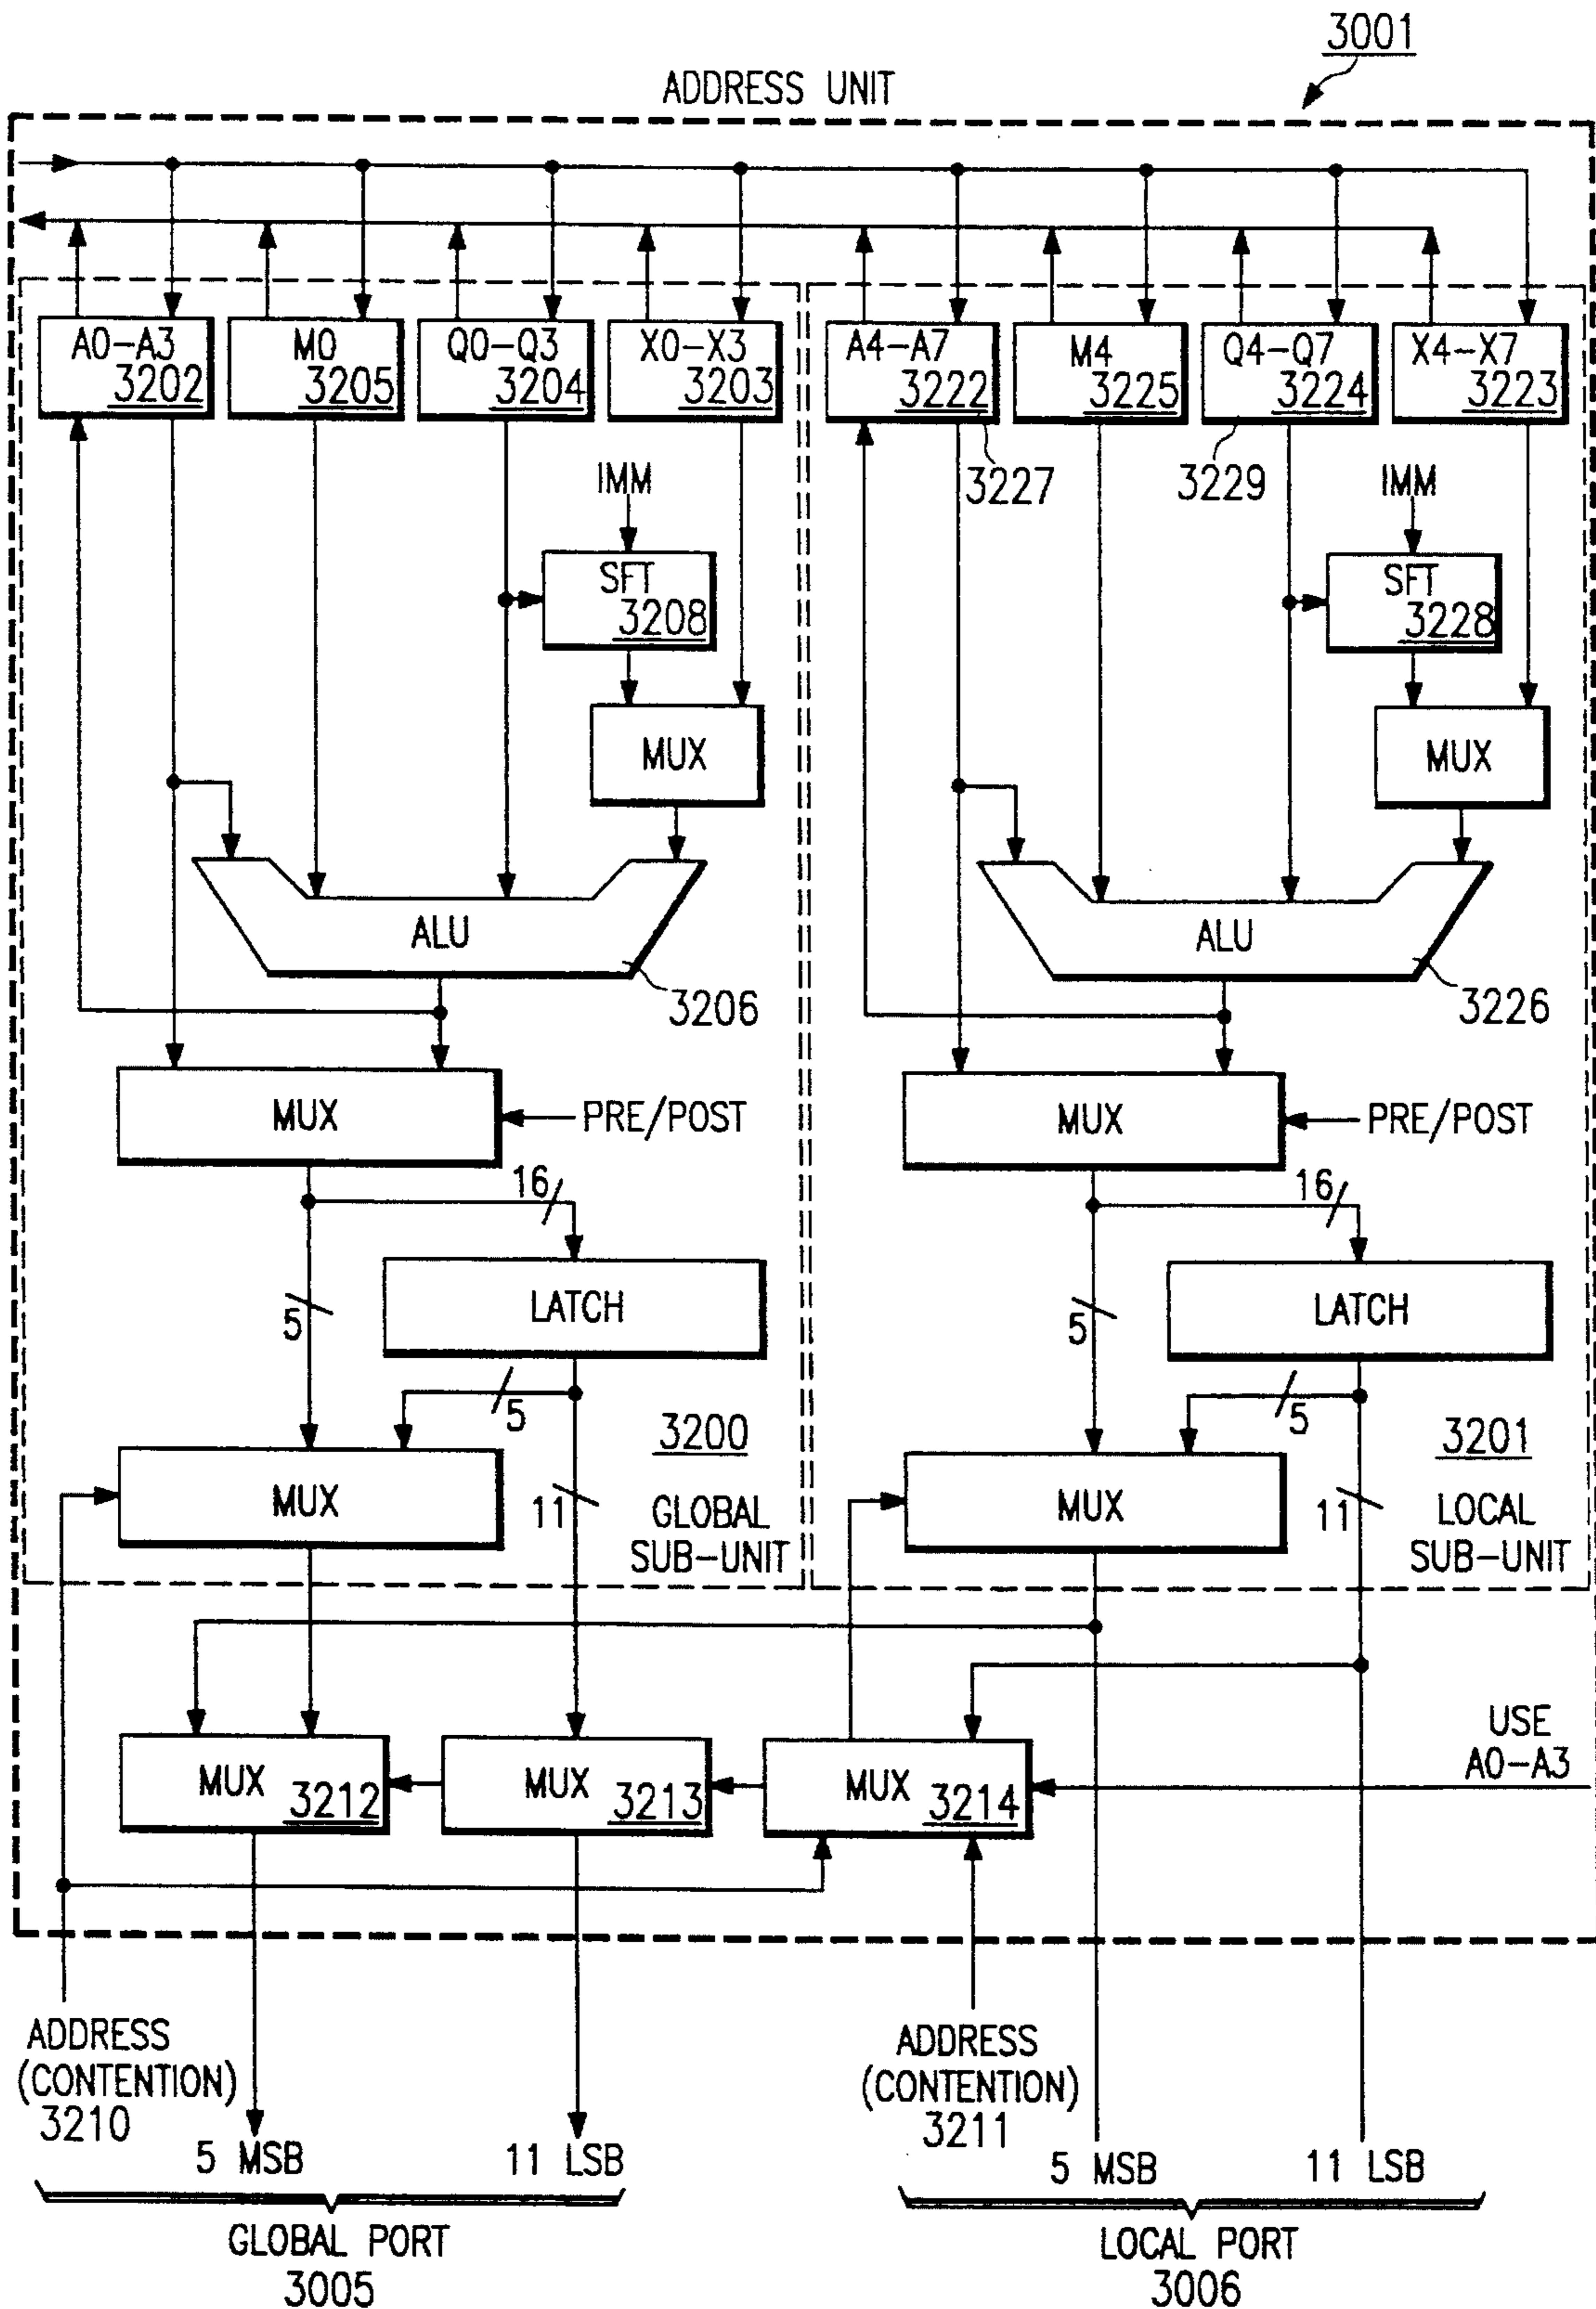 3001
ADDRESS UNIT
A0-A3
3202
M0
3205
Q0-Q3
3204
X0-X3
3203
A4-A7
3222
M4
3225
Q4-Q7
3224
X4-X7
3223
3227
3229
IMM
IMM
SFT
3208
SFT
3228
MUX
MUX
ALU
ALU
3206
3226
MUX
PRE/POST
MUX
PRE/POST
16
16
5
LATCH
5
LATCH
5
5
3200
3201
MUX
11
GLOBAL
SUB-UNIT
MUX
11
LOCAL
SUB-UNIT
USE
A0-A3
MUX
3212
MUX
3213
MUX
3214
ADDRESS
(CONTENTION)
3210
ADDRESS
(CONTENTION)
3211
5 MSB
11 LSB
5 MSB
11 LSB
GLOBAL PORT
3005
LOCAL PORT
3006